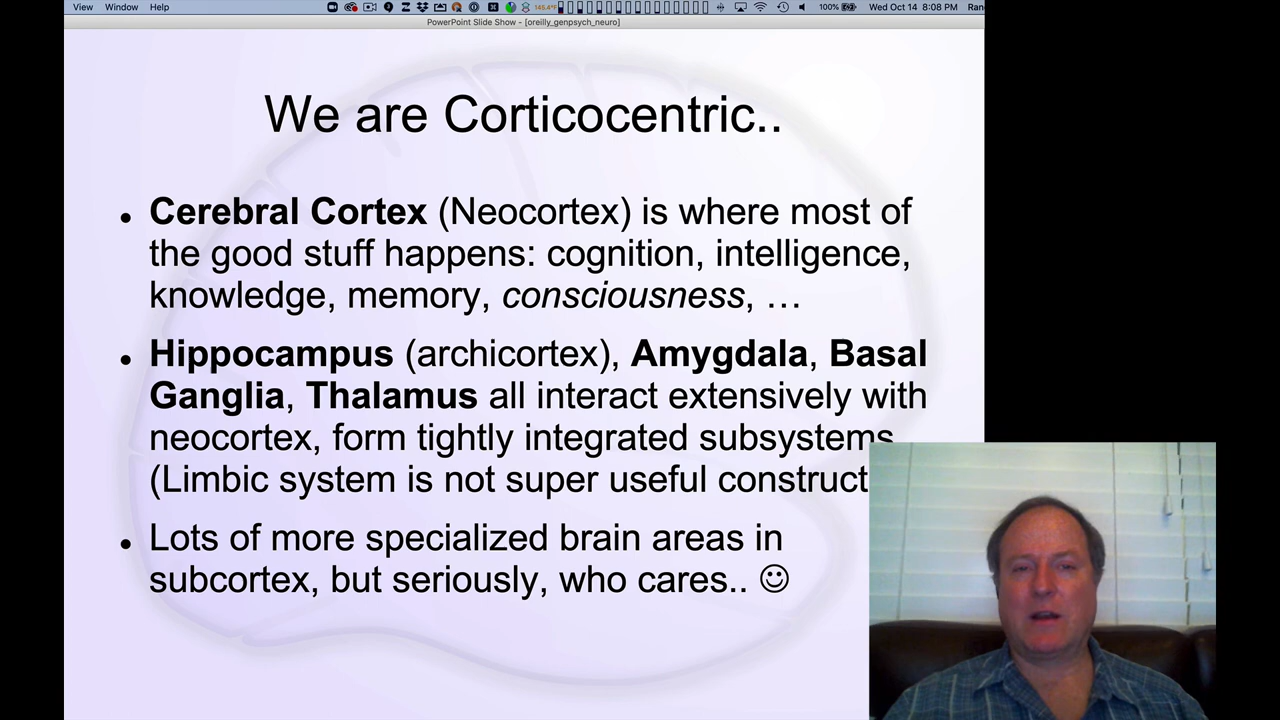 View Window Help 145.4°F 100% Wed Oct 14 8:08 PM Ran
PowerPoint Slide Show - [oreilly_genpsych_neuro]
We are Corticocentric..
• Cerebral Cortex (Neocortex) is where most of
the good stuff happens: cognition, intelligence,
knowledge, memory, consciousness, …
• Hippocampus (archicortex), Amygdala, Basal
Ganglia, Thalamus all interact extensively with
neocortex, form tightly integrated subsystems
(Limbic system is not super useful construct
• Lots of more specialized brain areas in
subcortex, but seriously, who cares.. ☺